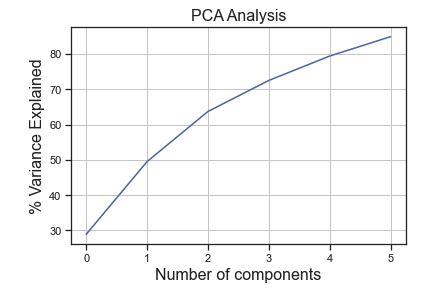 PCA Analysis
% Variance Explained
80
70
60
50
40
30
0 1 2 3 4 5
Number of components